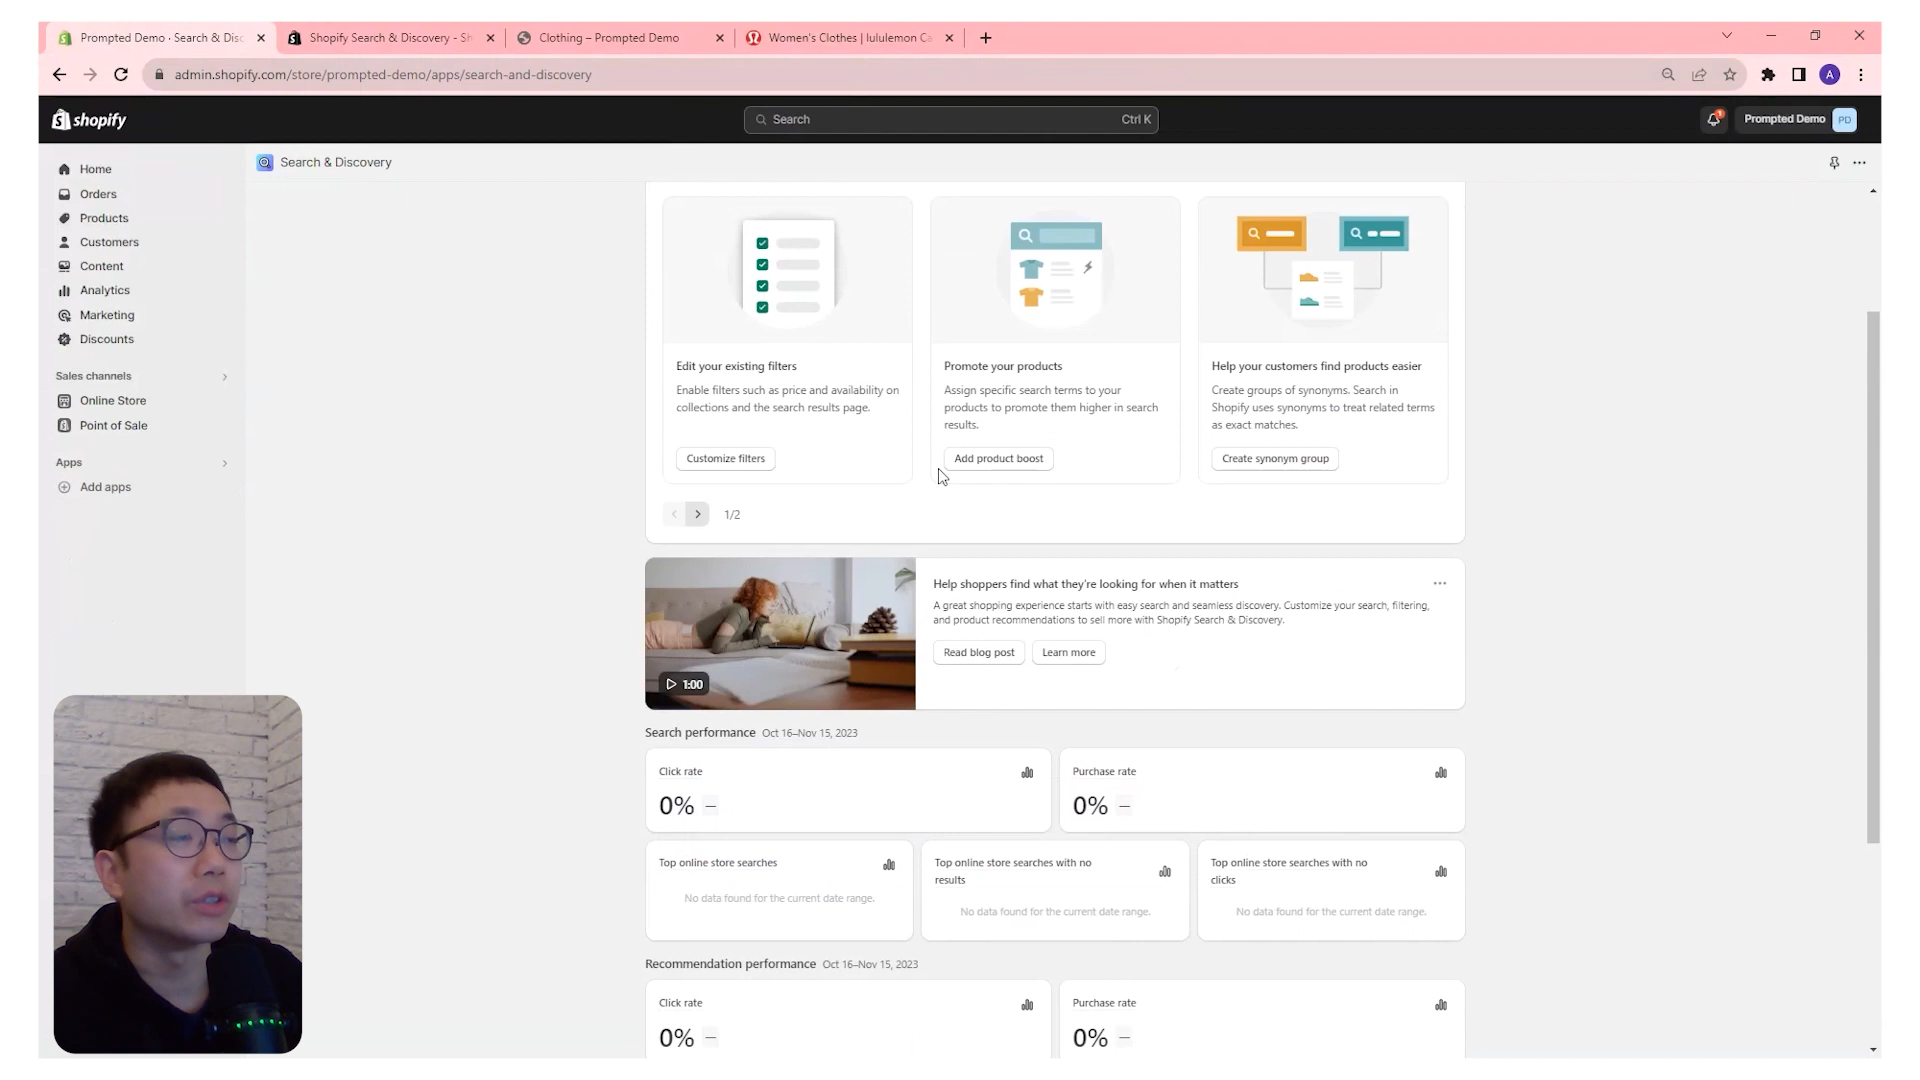 Prompted Demo · Search & Disc
Shopify Search & Discovery - Sh
Clothing – Prompted Demo
Women's Clothes | lululemon Ca
admin.shopify.com/store/prompted-demo/apps/search-and-discovery
A
shopify
Search
Ctrl K
1
Prompted Demo
PD
Home
Orders
Products
Customers
Content
Analytics
Marketing
Discounts
Sales channels
Online Store
Point of Sale
Apps
Add apps
Search & Discovery
Edit your existing filters
Enable filters such as price and availability on
collections and the search results page.
Customize filters
Promote your products
Assign specific search terms to your
products to promote them higher in search
results.
Add product boost
Help your customers find products easier
Create groups of synonyms. Search in
Shopify uses synonyms to treat related terms
as exact matches.
Create synonym group
1/2
1:00
Help shoppers find what they're looking for when it matters
A great shopping experience starts with easy search and seamless discovery. Customize your search, filtering,
and product recommendations to sell more with Shopify Search & Discovery.
Read blog post
Learn more
Search performance Oct 16–Nov 15, 2023
Click rate
0% –
Purchase rate
0% –
Top online store searches
No data found for the current date range.
Top online store searches with no
results
No data found for the current date range.
Top online store searches with no
clicks
No data found for the current date range.
Recommendation performance Oct 16–Nov 15, 2023
Click rate
0% –
Purchase rate
0% –